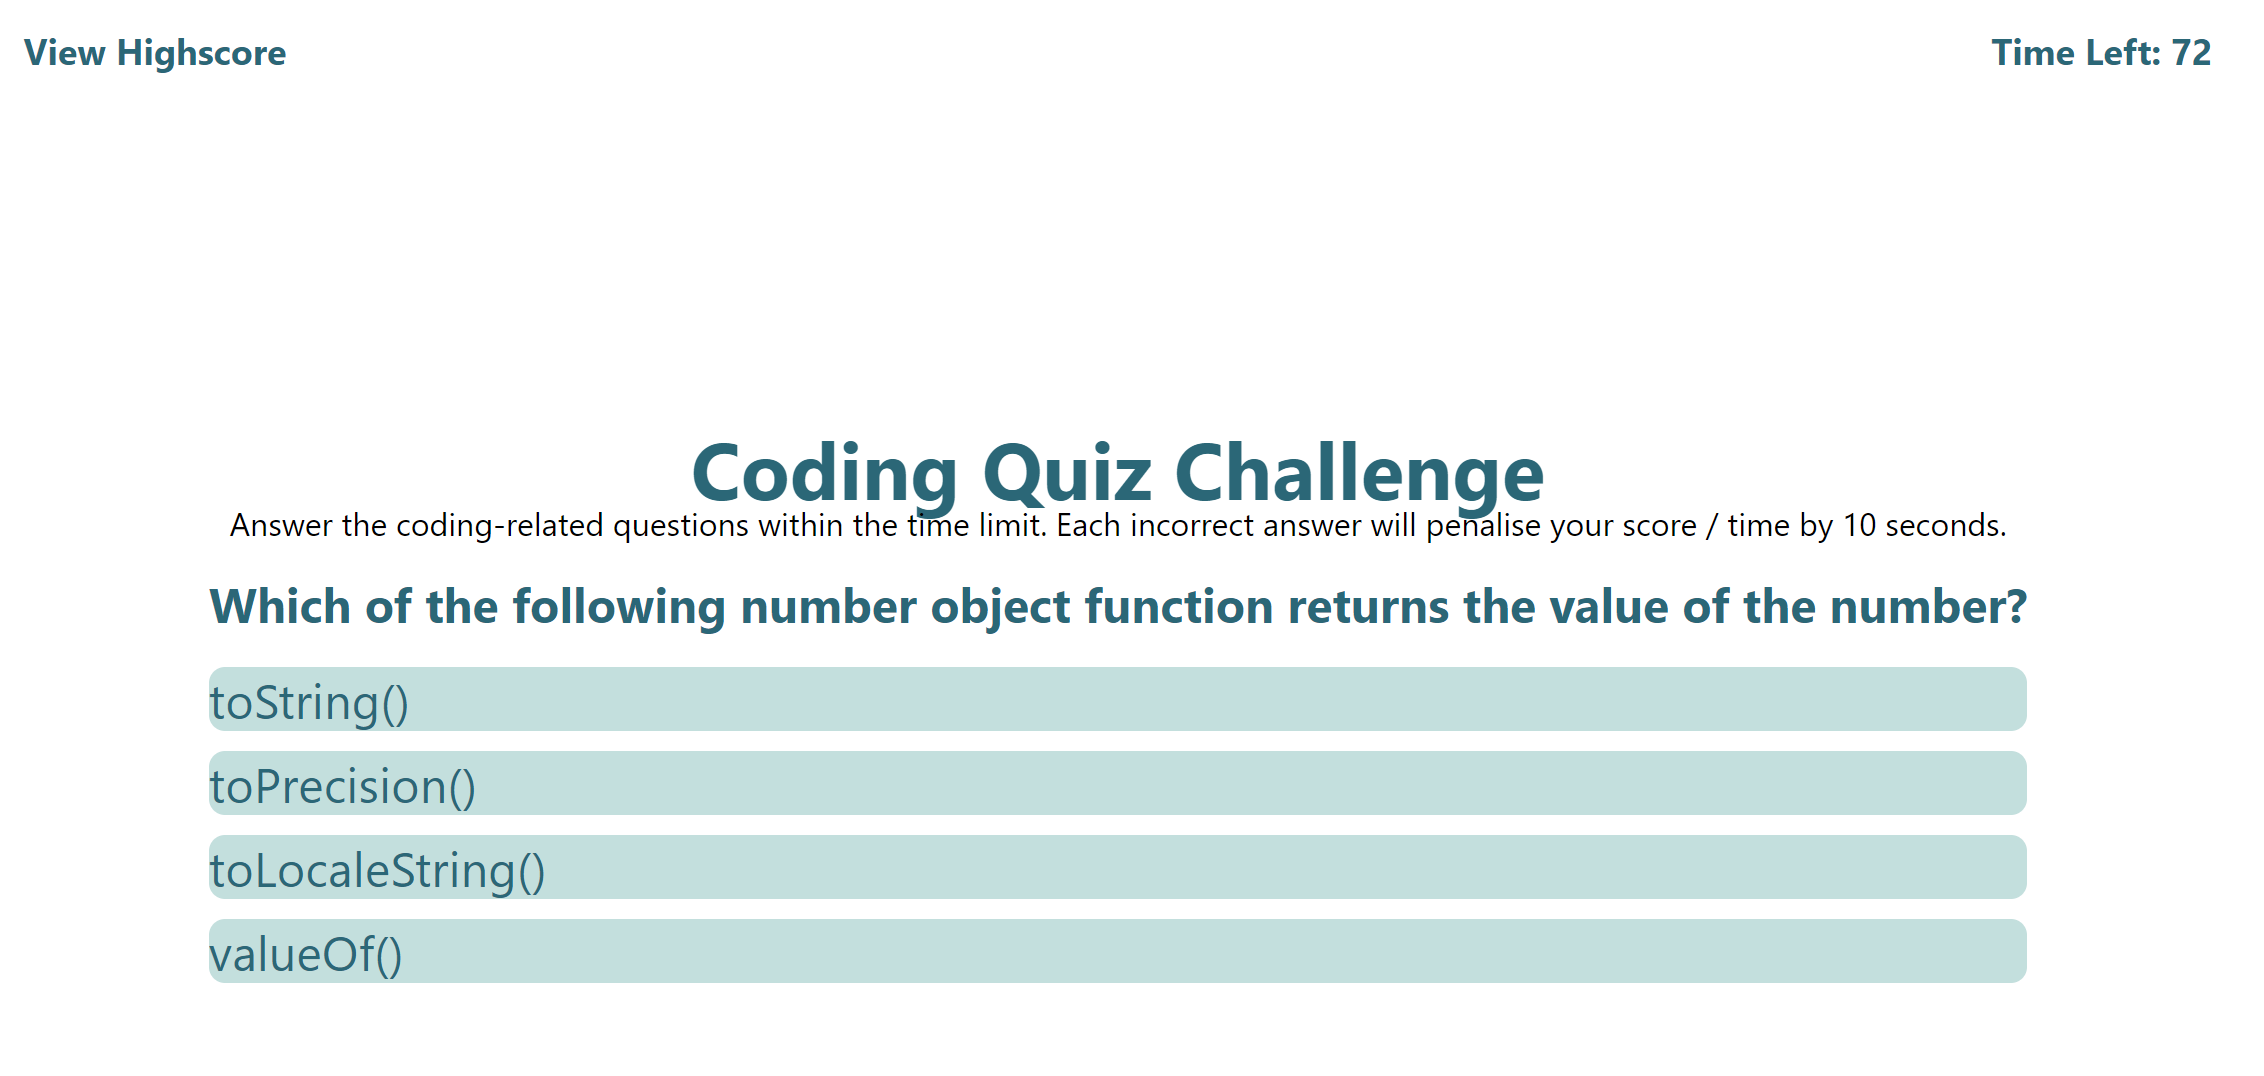 View Highscore
Time Left: 72
Coding Quiz Challenge
Answer the coding-related questions within the time limit. Each incorrect answer will penalise your score / time by 10 seconds.
Which of the following number object function returns the value of the number?
toString()
toPrecision()
toLocaleString()
valueOf()